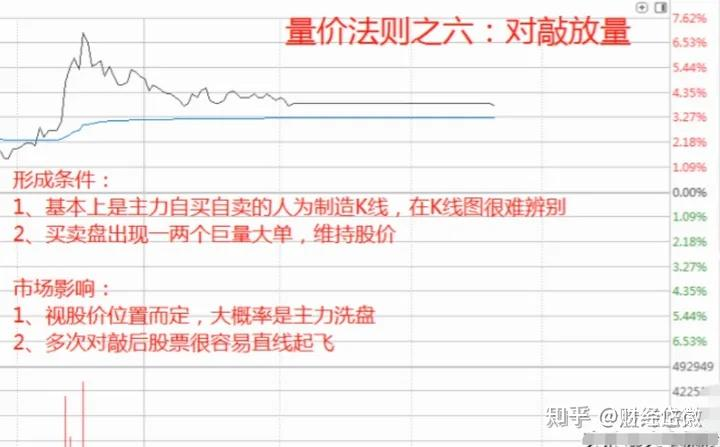 量价法则之六：对敲放量
7.62%
6.53%
5.44%
4.35%
3.27%
2.18%
1.09%
0.00%
1.09%
2.18%
3.27%
4.35%
5.44%
6.53%
492949
形成条件：
1、基本上是主力自买自卖的人为制造K线，在K线图很难辨别
2、买卖盘出现一两个巨量大单，维持股价
市场影响：
1、视股价位置而定，大概率是主力洗盘
2、多次对敲后股票很容易直线起飞
知乎